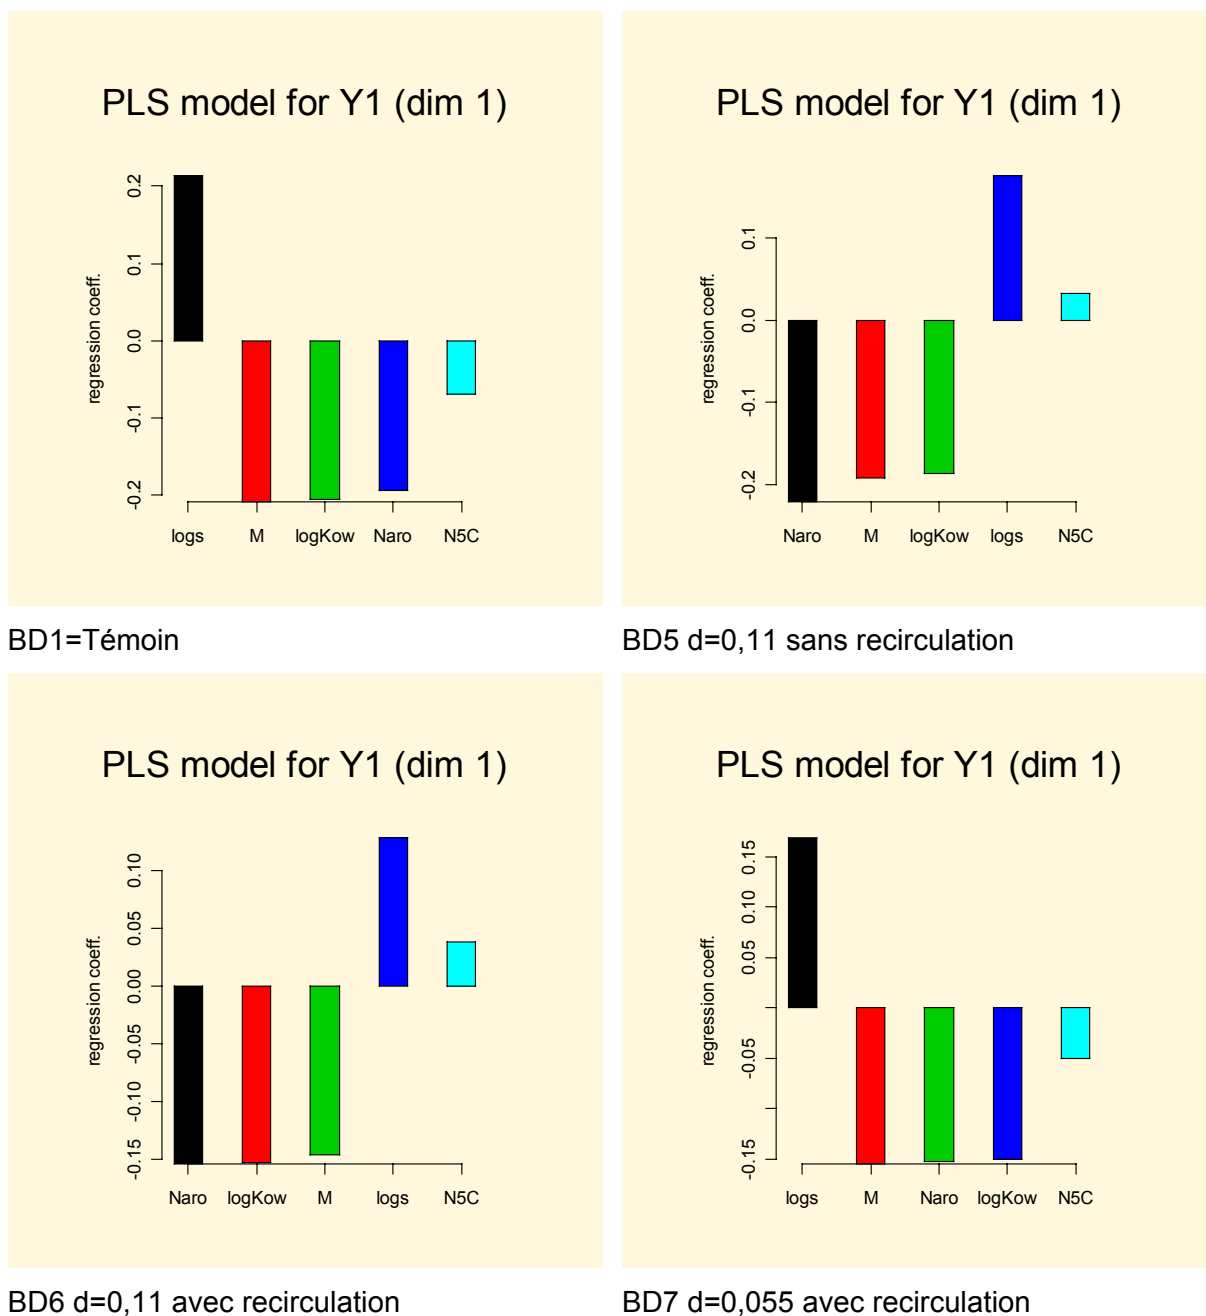 PLS model for Y1 (dim 1)
regression coeff.
0.2
0.1
0.0
-0.1
-0.2
logs M logKow Naro N5C
BD1=Témoin
PLS model for Y1 (dim 1)
regression coeff.
0.1
0.0
-0.1
-0.2
Naro M logKow logs N5C
BD5 d=0,11 sans recirculation
PLS model for Y1 (dim 1)
regression coeff.
0.10
0.05
0.00
-0.05
-0.10
-0.15
Naro logKow M logs N5C
BD6 d=0,11 avec recirculation
PLS model for Y1 (dim 1)
regression coeff.
0.15
0.10
0.05
-0.05
-0.15
logs M Naro logKow N5C
BD7 d=0,055 avec recirculation